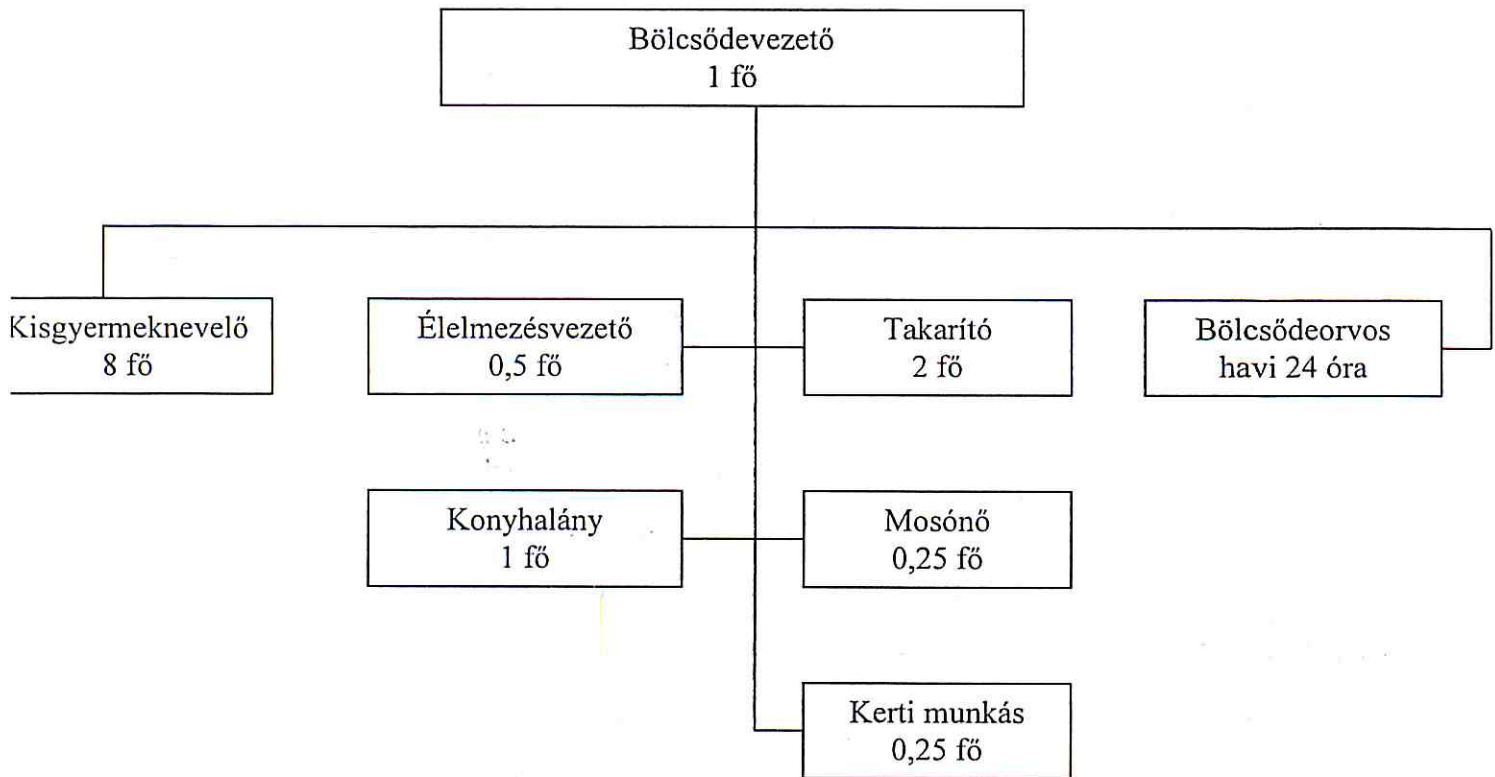 Bölcsődevezető
1 fő
Kisgyermeknevelő
8 fő
Élelmezésvezető
0,5 fő
Takarító
2 fő
Bölcsődeorvos
havi 24 óra
Konyhalány
1 fő
Mosónő
0,25 fő
Kerti munkás
0,25 fő